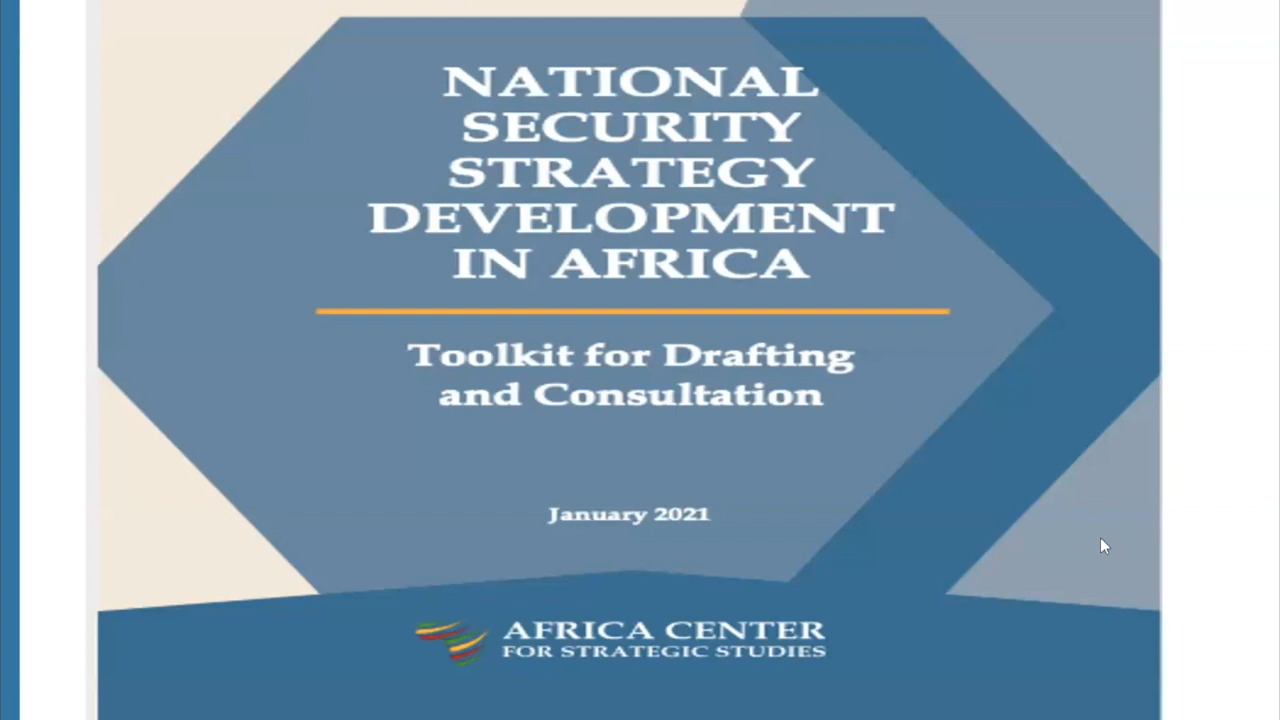 NATIONAL
SECURITY
STRATEGY
DEVELOPMENT
IN AFRICA
Toolkit for Drafting
and Consultation
January 2021
AFRICA CENTER
FOR STRATEGIC STUDIES